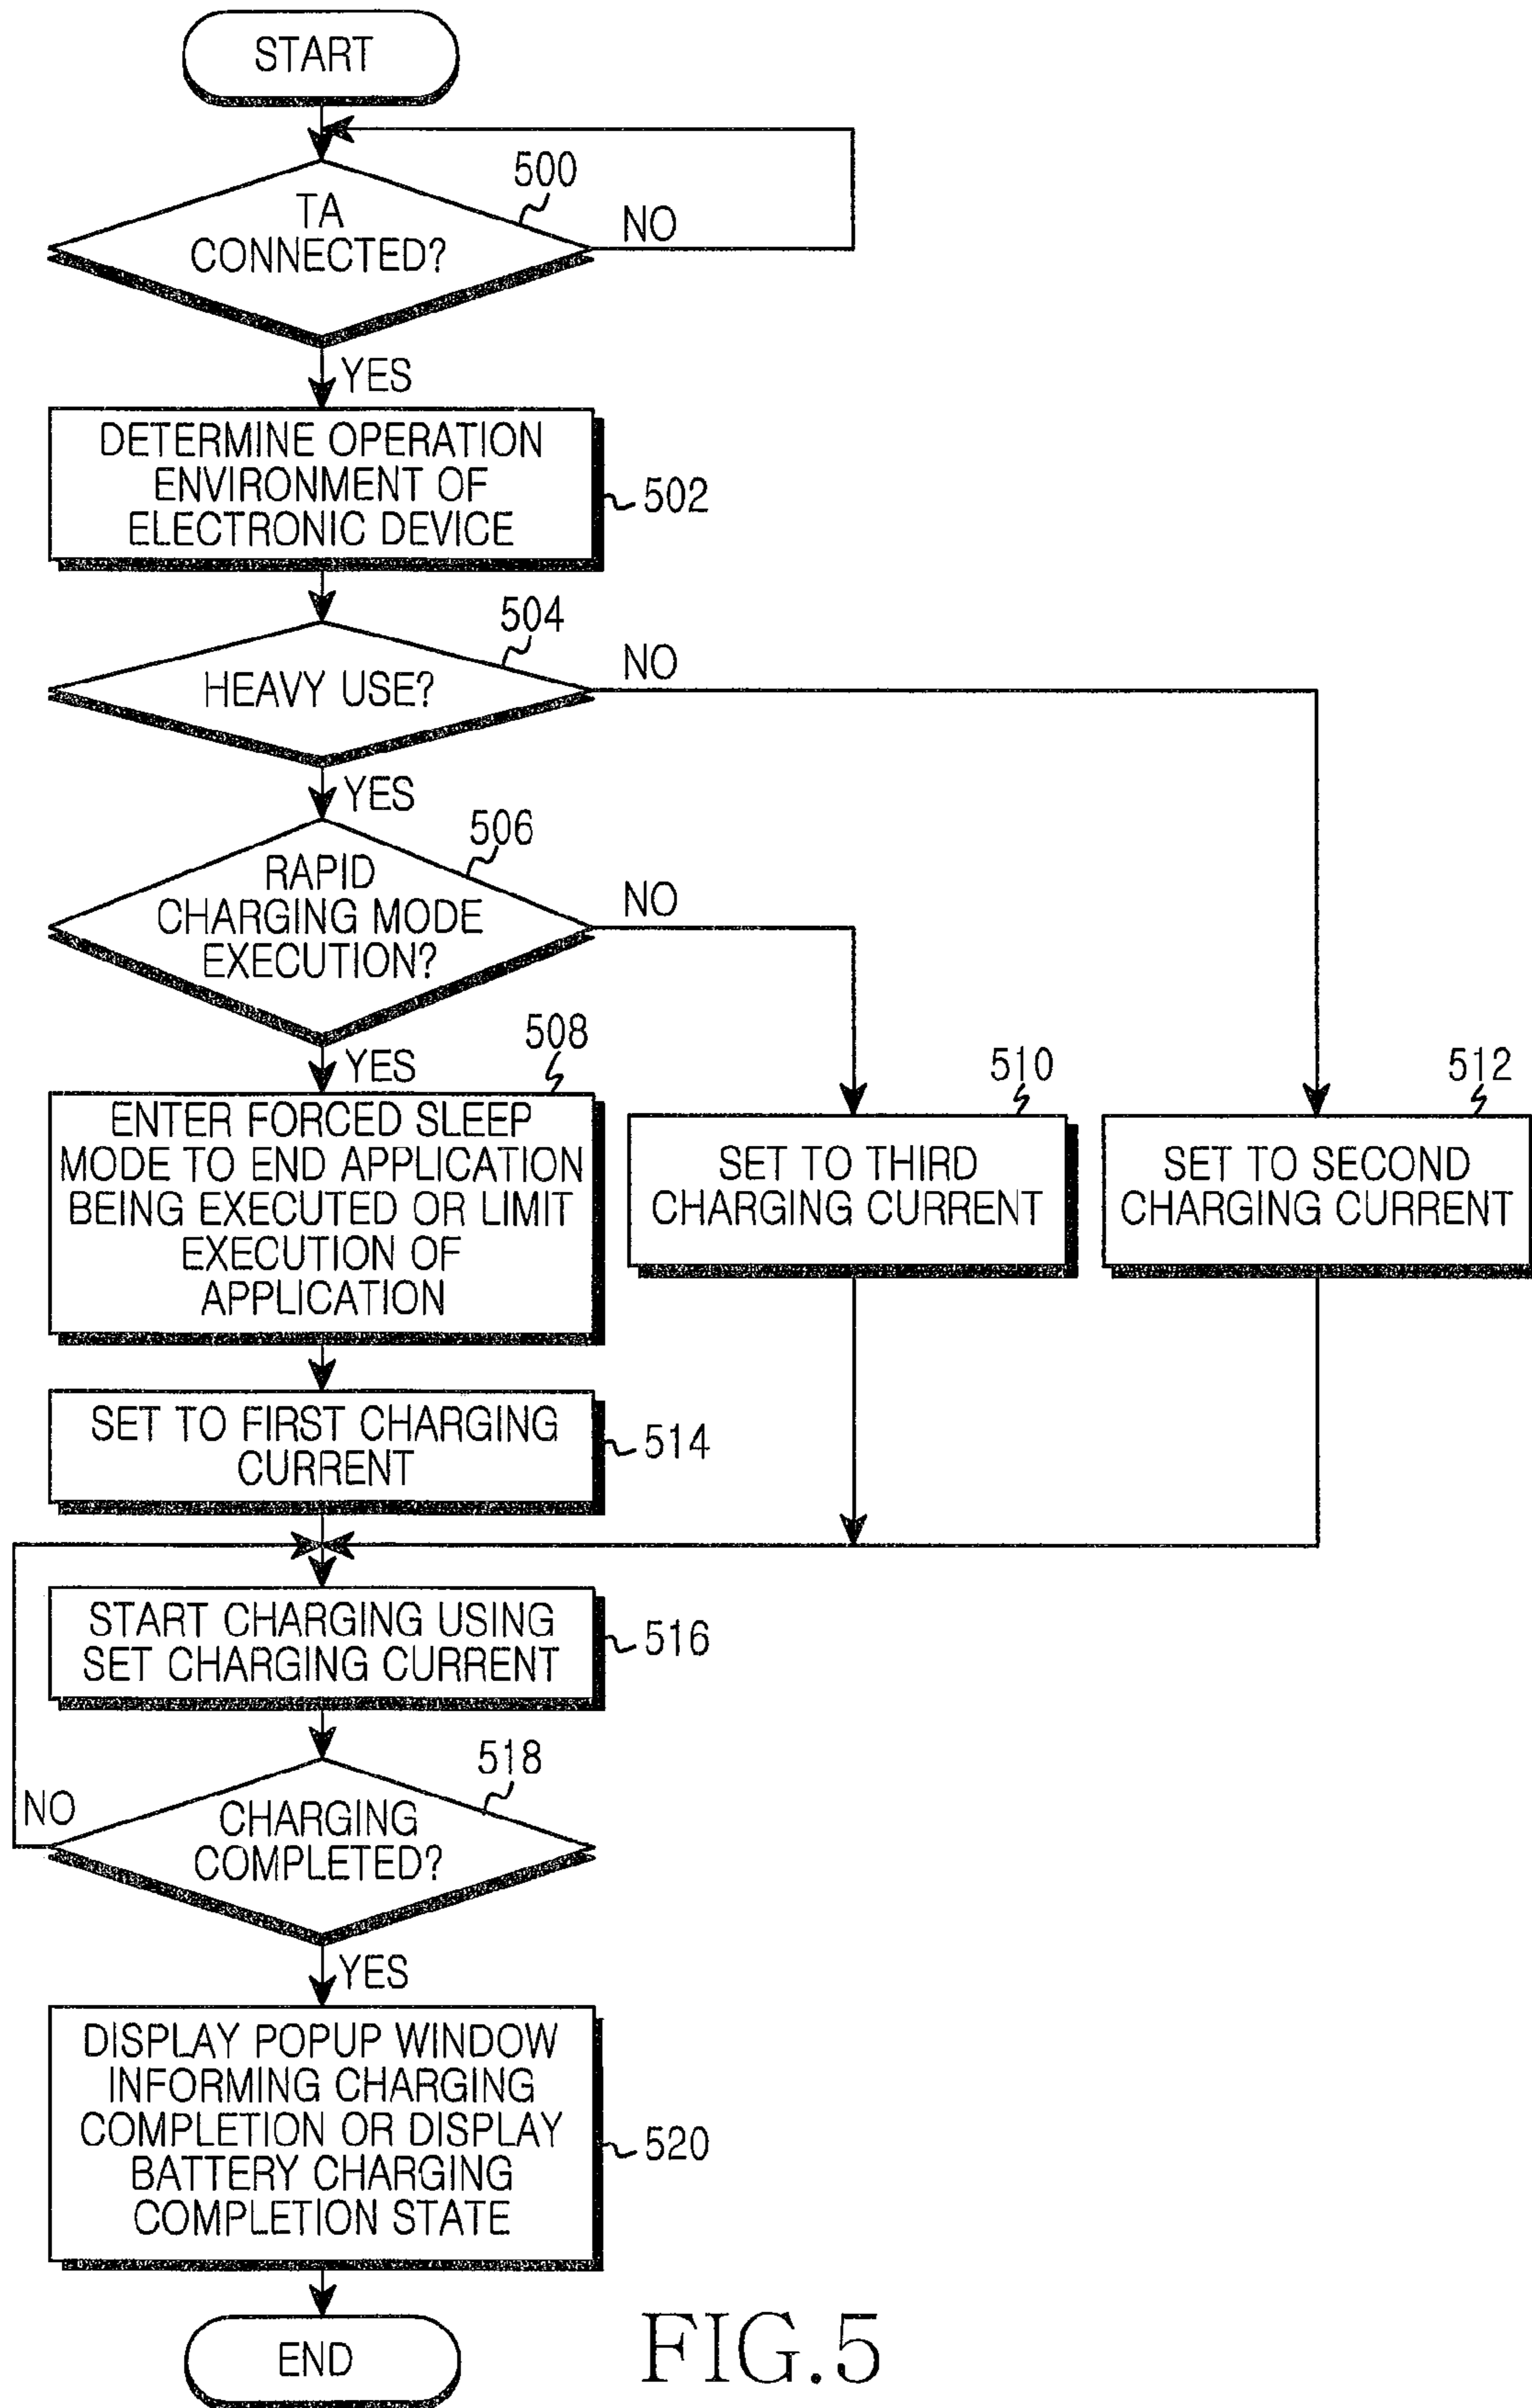 START
500
TA
CONNECTED?
NO
YES
DETERMINE OPERATION
ENVIRONMENT OF
ELECTRONIC DEVICE
502
504
HEAVY USE?
NO
YES
506
RAPID
CHARGING MODE
EXECUTION?
NO
YES
508
ENTER FORCED SLEEP
MODE TO END APPLICATION
BEING EXECUTED OR LIMIT
EXECUTION OF
APPLICATION
510
SET TO THIRD
CHARGING CURRENT
512
SET TO SECOND
CHARGING CURRENT
SET TO FIRST CHARGING
CURRENT
514
START CHARGING USING
SET CHARGING CURRENT
516
518
CHARGING
COMPLETED?
NO
YES
DISPLAY POPUP WINDOW
INFORMING CHARGING
COMPLETION OR DISPLAY
BATTERY CHARGING
COMPLETION STATE
520
END
FIG.5